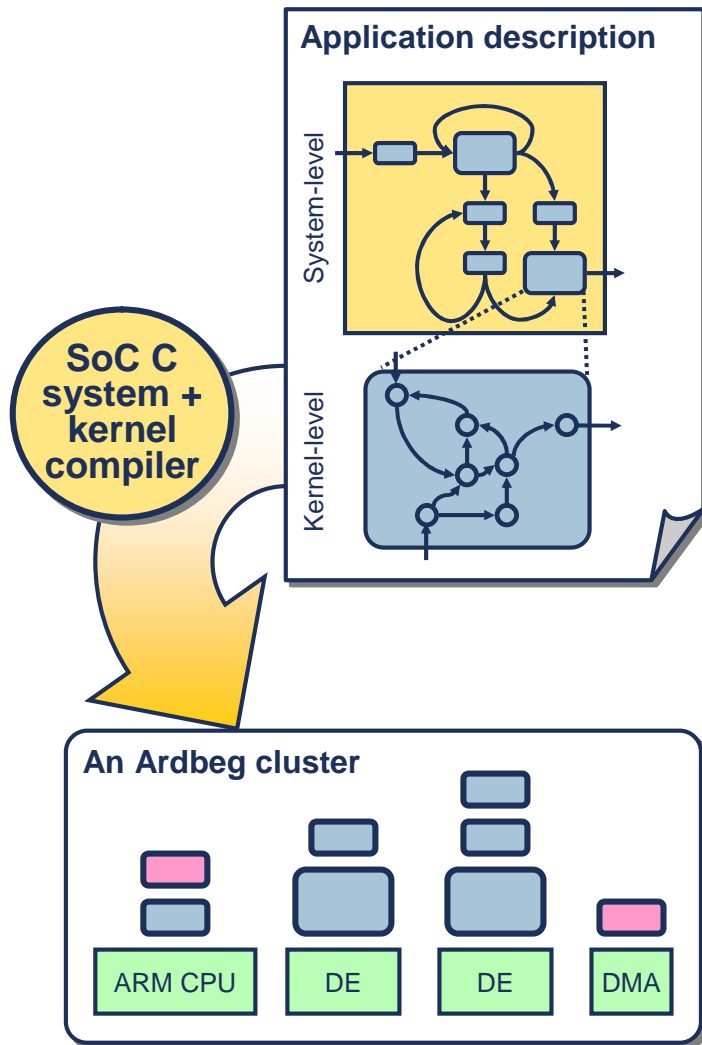 Application description
System-level
Kernel-level
SoC C
system +
kernel
compiler
An Ardbeg cluster
ARM CPU
DE
DE
DMA